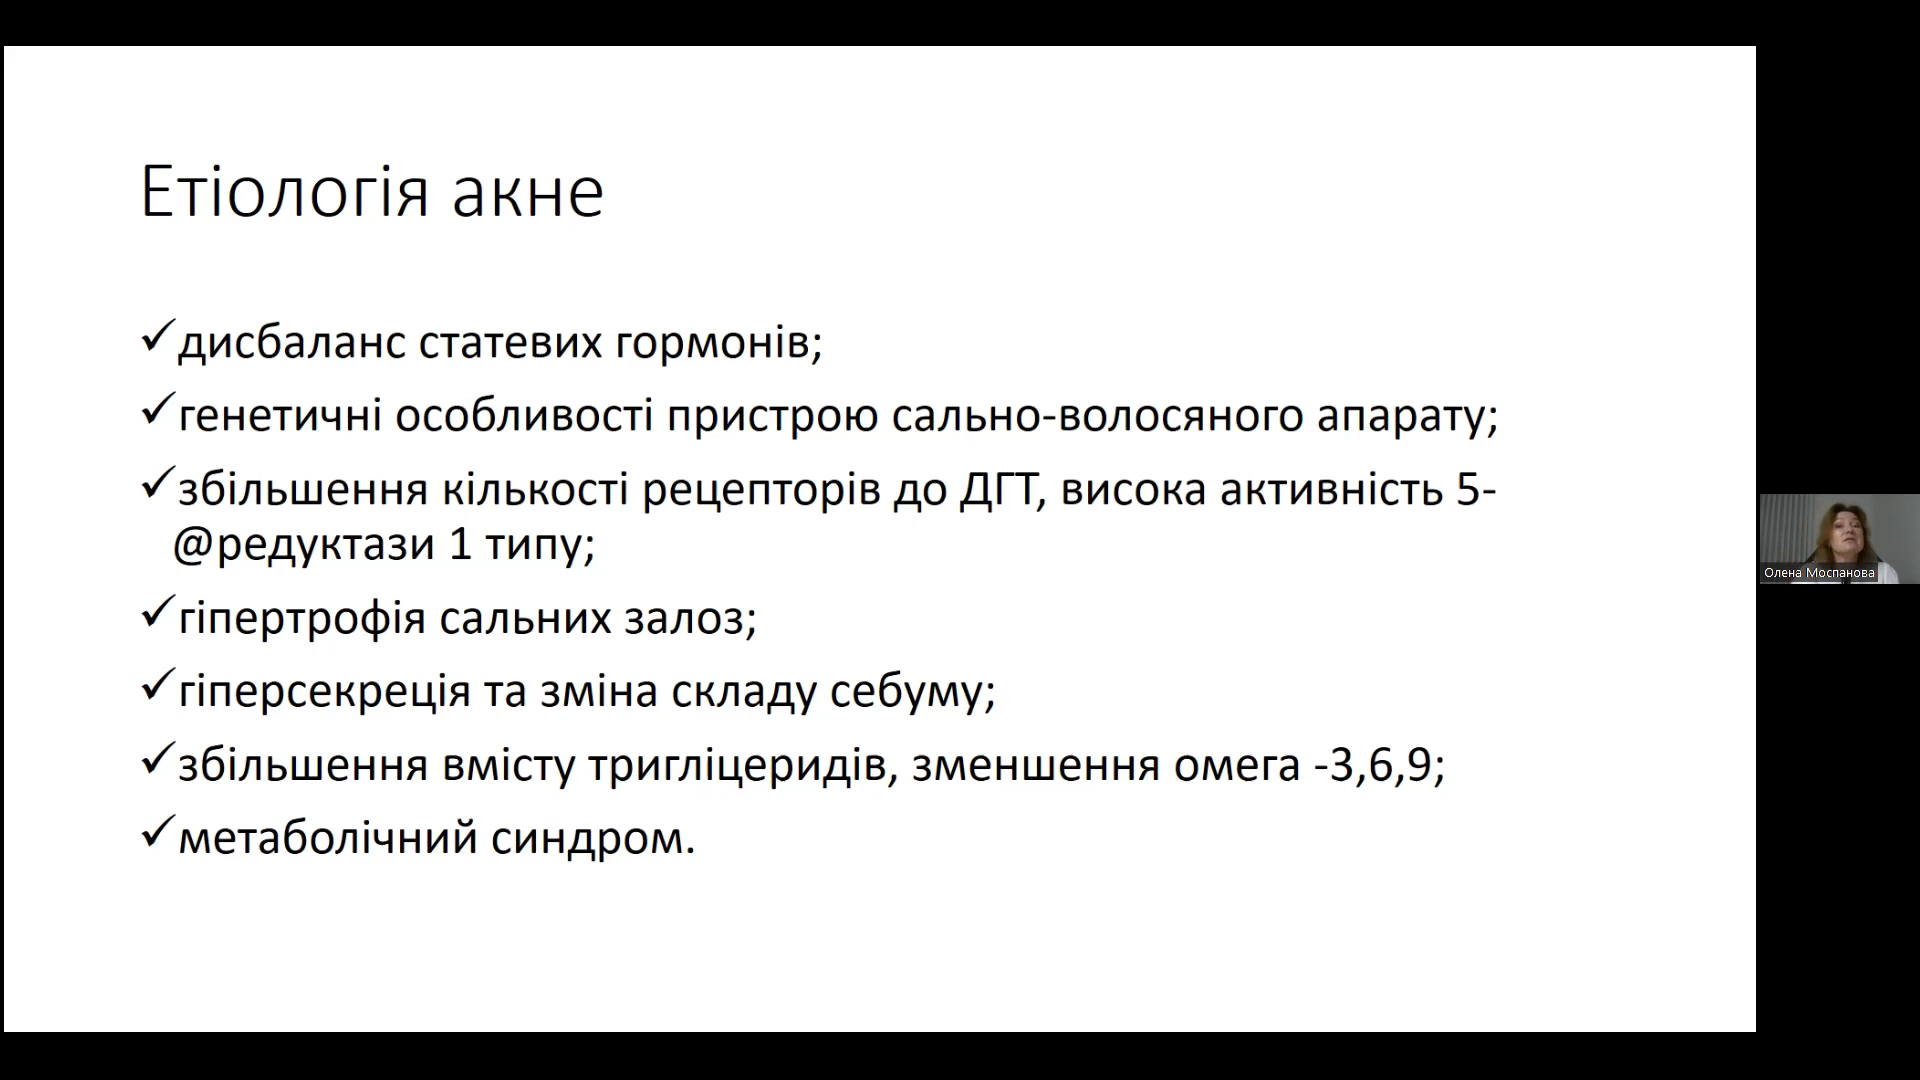 Етіологія акне
✓дисбаланс статевих гормонів;
✓генетичні особливості пристрою сально-волосяного апарату;
✓збільшення кількості рецепторів до ДГТ, висока активність 5-
@редуктази 1 типу;
✓гіпертрофія сальних залоз;
✓гіперсекреція та зміна складу себуму;
✓збільшення вмісту тригліцеридів, зменшення омега -3,6,9;
✓метаболічний синдром.
Олена Моспанова